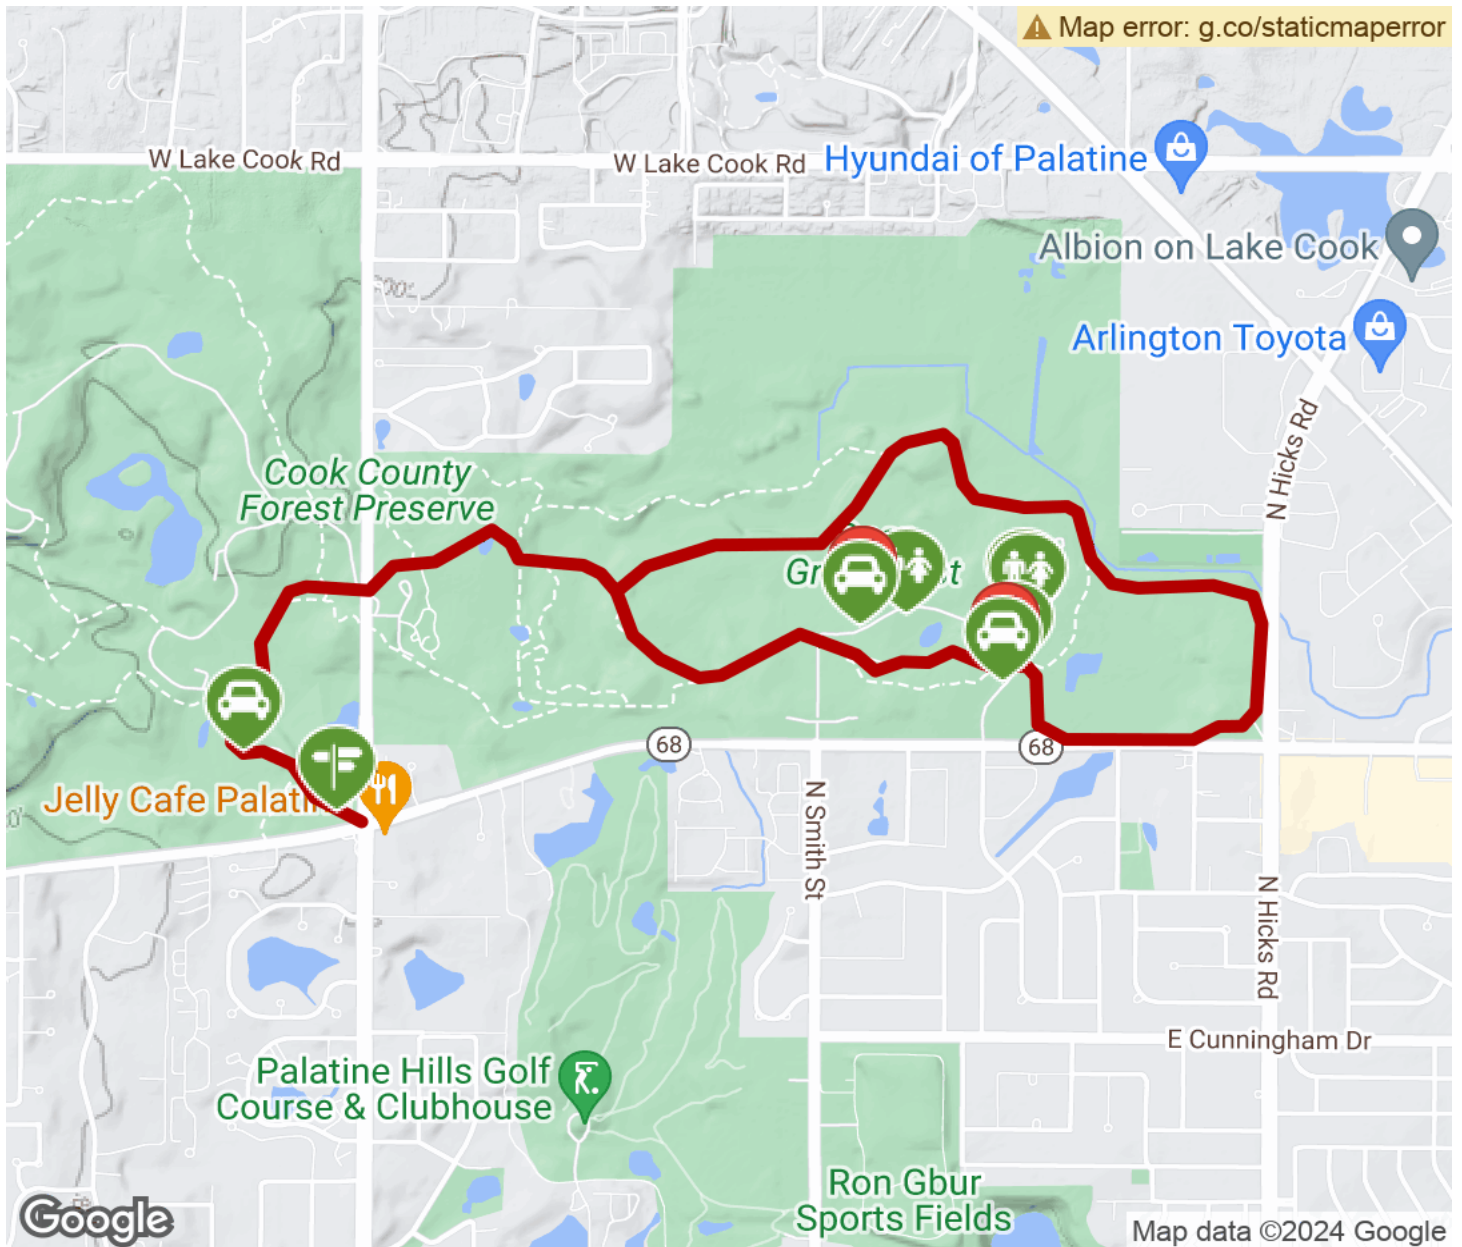 Map error: g.co/staticmaperror
W Lake Cook Rd
W Lake Cook Rd
Hyundai of Palatine
Albion on Lake Cook
Arlington Toyota
N Hicks Rd
Cook County
Forest Preserve
68
68
Jelly Cafe
N Smith St
N Hicks Rd
E Cunningham Dr
Palatine Hills Golf
Course & Clubhouse
Ron Gbur
Sports Fields
Google
Map data ©2024 Google